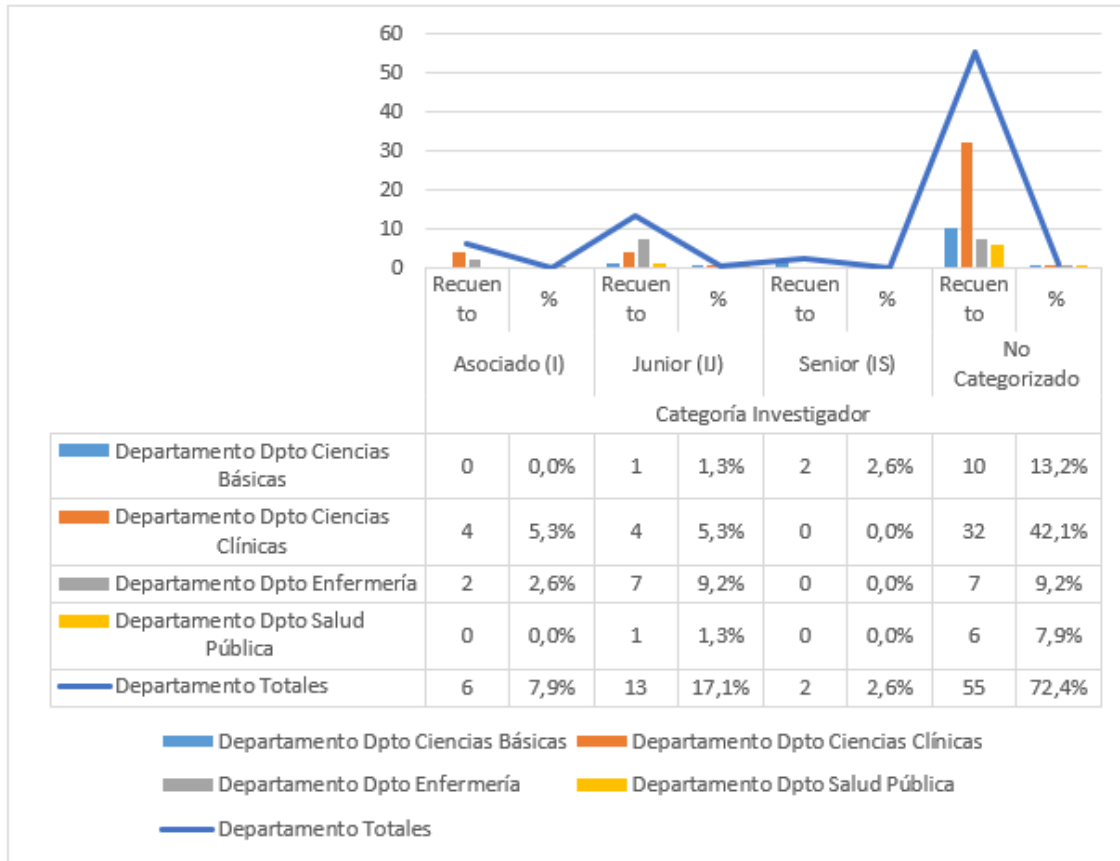 60
50
40
30
20
10
0
Recuen to % Recuen to % Recuen to % Recuen to %
Asociado (I) Junior (IJ) Senior (IS) No Categorizado
Categoría Investigador
Departamento Dpto Ciencias Básicas 0 0,0% 1 1,3% 2 2,6% 10 13,2%
Departamento Dpto Ciencias Clínicas 4 5,3% 4 5,3% 0 0,0% 32 42,1%
Departamento Dpto Enfermería 2 2,6% 7 9,2% 0 0,0% 7 9,2%
Departamento Dpto Salud Pública 0 0,0% 1 1,3% 0 0,0% 6 7,9%
Departamento Totales 6 7,9% 13 17,1% 2 2,6% 55 72,4%
Departamento Dpto Ciencias Básicas Departamento Dpto Ciencias Clínicas
Departamento Dpto Enfermería Departamento Dpto Salud Pública
Departamento Totales